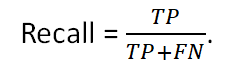 Recall = TP / TP+FN.